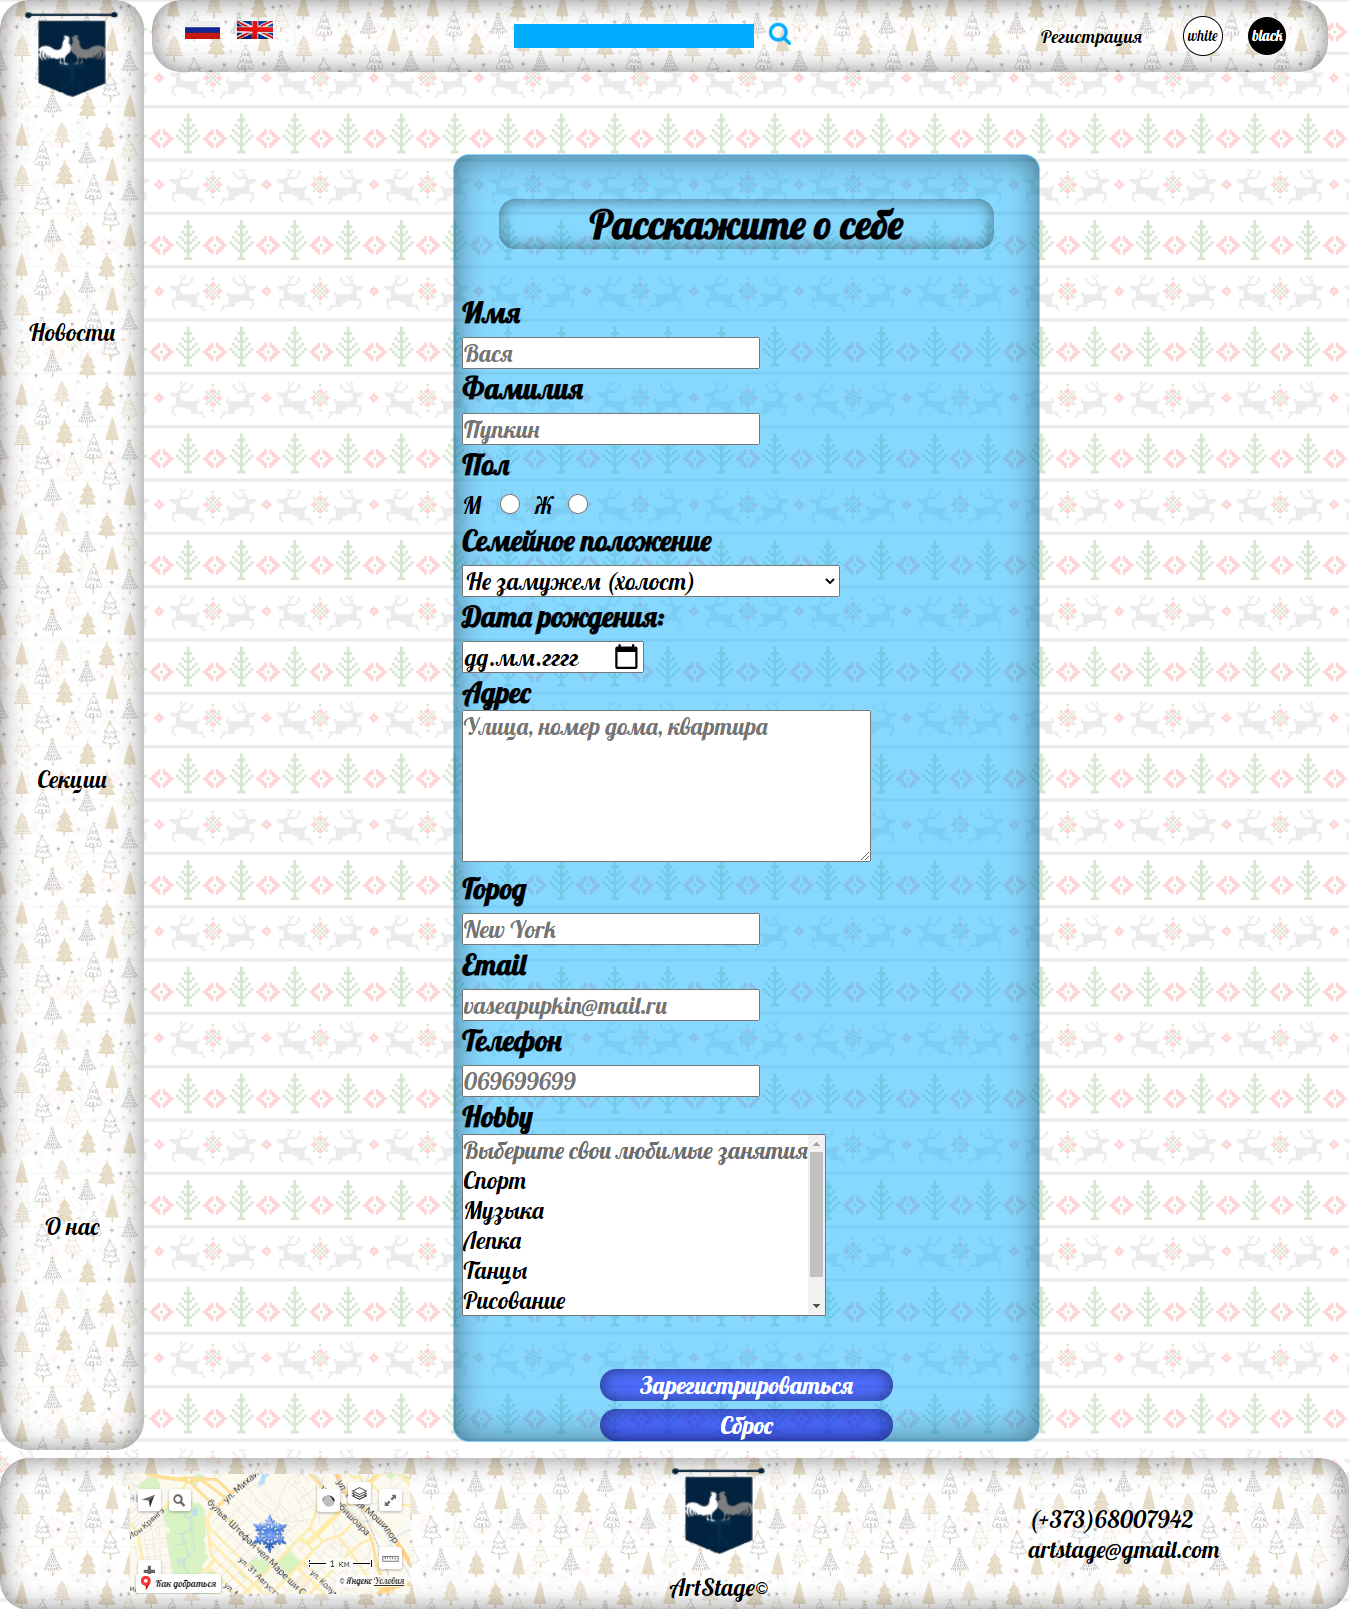 Регистрация
white
black
Новости
Секции
О нас
Расскажите о себе
Имя
Вася
Фамилия
Пупкин
Пол
М Ж
Семейное положение
Не замужем (холост)
Дата рождения:
дд.мм.гггг
Адрес
Улица, номер дома, квартира
Город
New York
Email
vaseapupkin@mail.ru
Телефон
069699699
Hobby
Выберите свои любимые занятия
Спорт
Музыка
Лепка
Танцы
Рисование
Зарегистрироваться
Сброс
1 км
Как добраться
© Яндекс Условия
ArtStage©
(+373)68007942
artstage@gmail.com